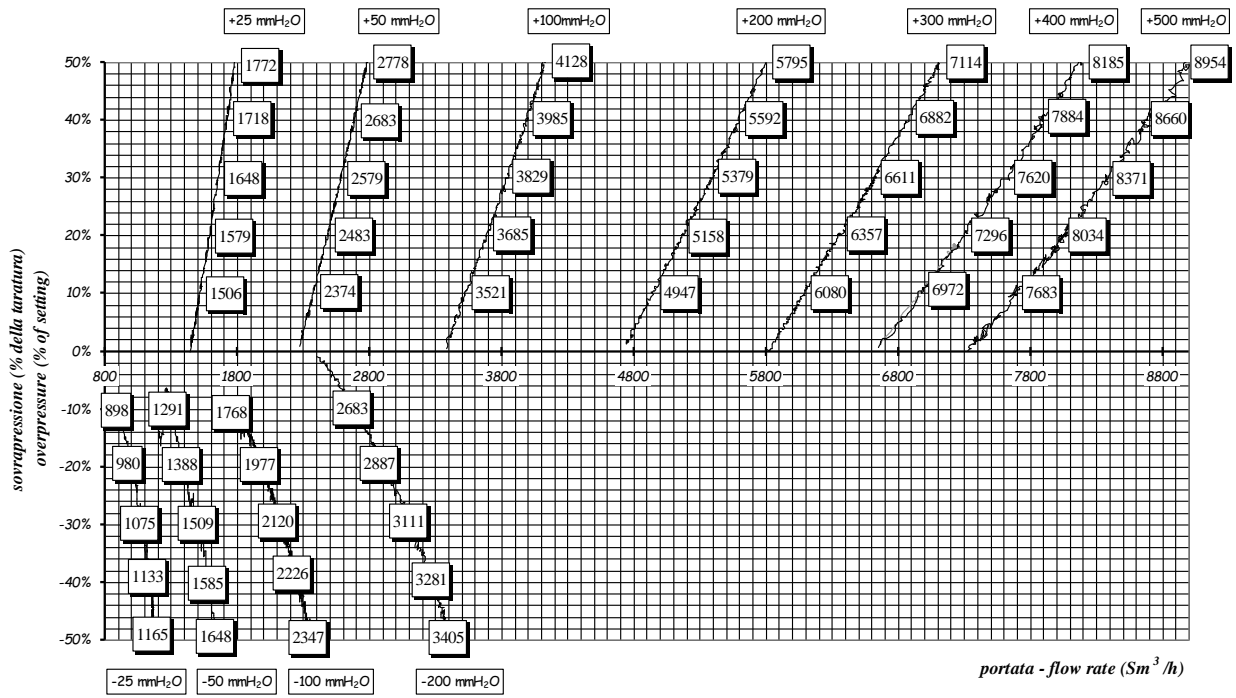 +25 mmH₂O +50 mmH₂O +100mmH₂O +200 mmH₂O +300 mmH₂O +400 mmH₂O +500 mmH₂O
50% 1772 2778 4128 5795 7114 8185 8954
40% 1718 2683 3985 5592 6882 7884 8660
30% 1648 2579 3829 5379 6611 7620 8371
20% 1579 2483 3685 5158 6357 7296 8034
10% 1506 2374 3521 4947 6080 6972 7683
0%
800 1800 2800 3800 4800 5800 6800 7800 8800
-10% 898 1291 1768 2683
-20% 980 1388 1977 2887
-30% 1075 1509 2120 3111
-40% 1133 1585 2226 3281
-50% 1165 1648 2347 3405
-25 mmH₂O -50 mmH₂O -100 mmH₂O -200 mmH₂O
sovrapressione (% della taratura)
overpressure (% of setting)
portata - flow rate (Sm³/h)